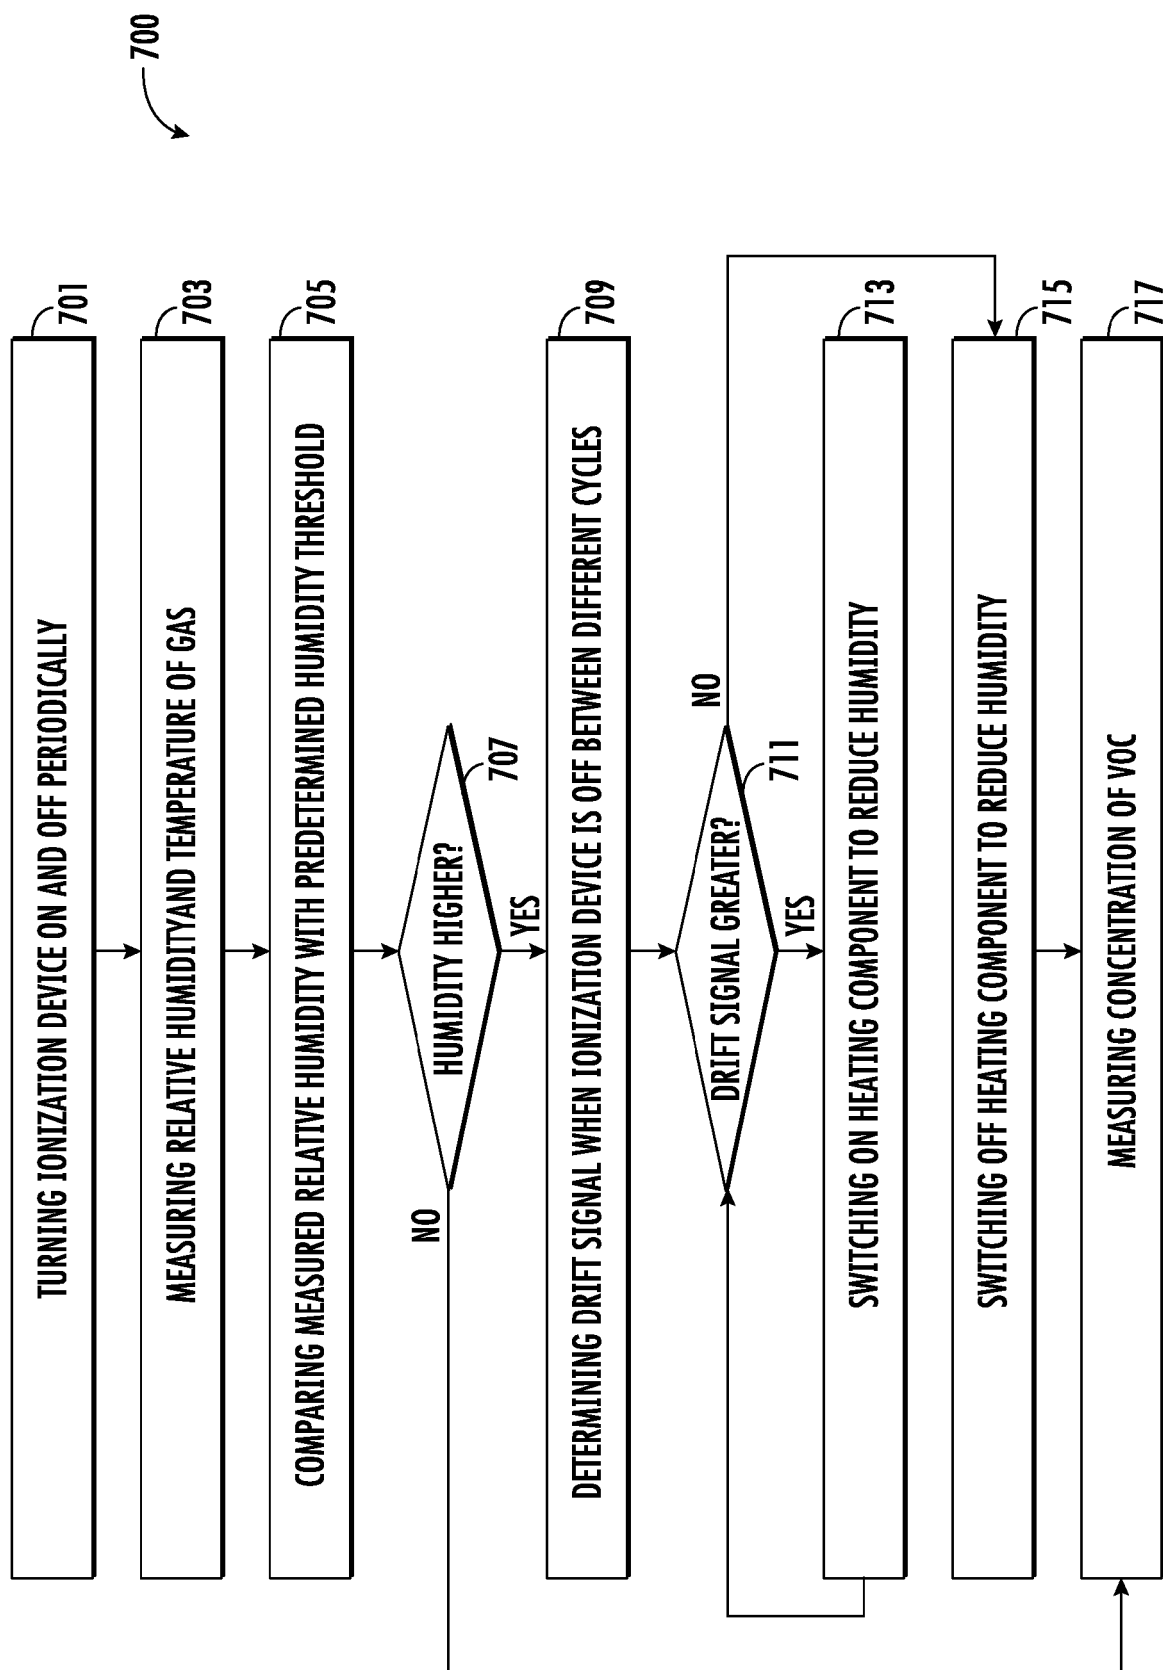 700
TURNING IONIZATION DEVICE ON AND OFF PERIODICALLY
701
MEASURING RELATIVE HUMIDITYAND TEMPERATURE OF GAS
703
COMPARING MEASURED RELATIVE HUMIDITY WITH PREDETERMINED HUMIDITY THRESHOLD
705
HUMIDITY HIGHER?
707
NO
YES
DETERMINING DRIFT SIGNAL WHEN IONIZATION DEVICE IS OFF BETWEEN DIFFERENT CYCLES
709
DRIFT SIGNAL GREATER?
711
NO
YES
SWITCHING ON HEATING COMPONENT TO REDUCE HUMIDITY
713
SWITCHING OFF HEATING COMPONENT TO REDUCE HUMIDITY
715
MEASURING CONCENTRATION OF VOC
717